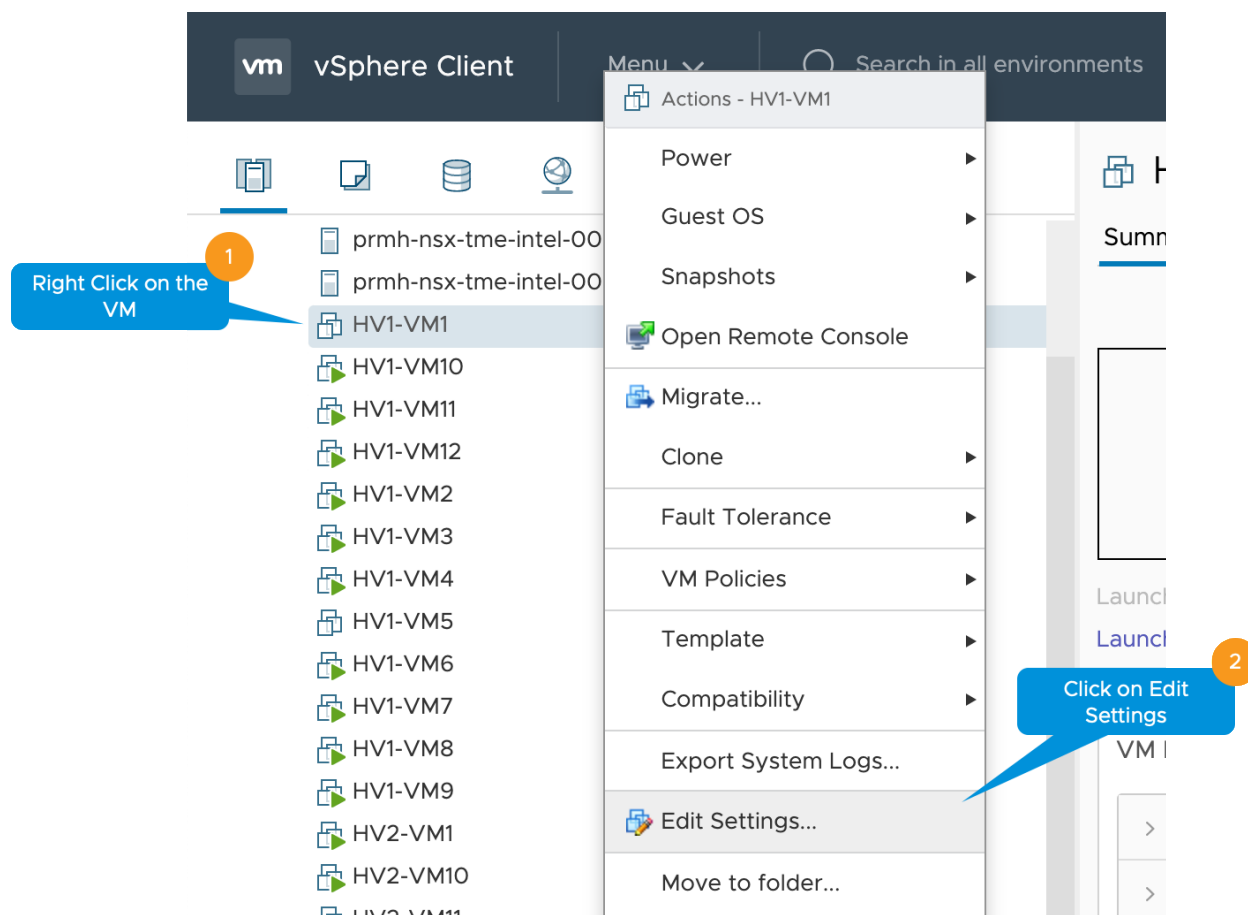 vm vSphere Client Menu Search in all environments
Actions - HV1-VM1
Power
Guest OS
Snapshots
Open Remote Console
Migrate...
Clone
Fault Tolerance
VM Policies
Template
Compatibility
Export System Logs...
Edit Settings...
Move to folder...
1
Right Click on the
VM
prmh-nsx-tme-intel-00
prmh-nsx-tme-intel-00
HV1-VM1
HV1-VM10
HV1-VM11
HV1-VM12
HV1-VM2
HV1-VM3
HV1-VM4
HV1-VM5
HV1-VM6
HV1-VM7
HV1-VM8
HV1-VM9
HV2-VM1
HV2-VM10
HV2-VM11
2
Click on Edit
Settings
VM